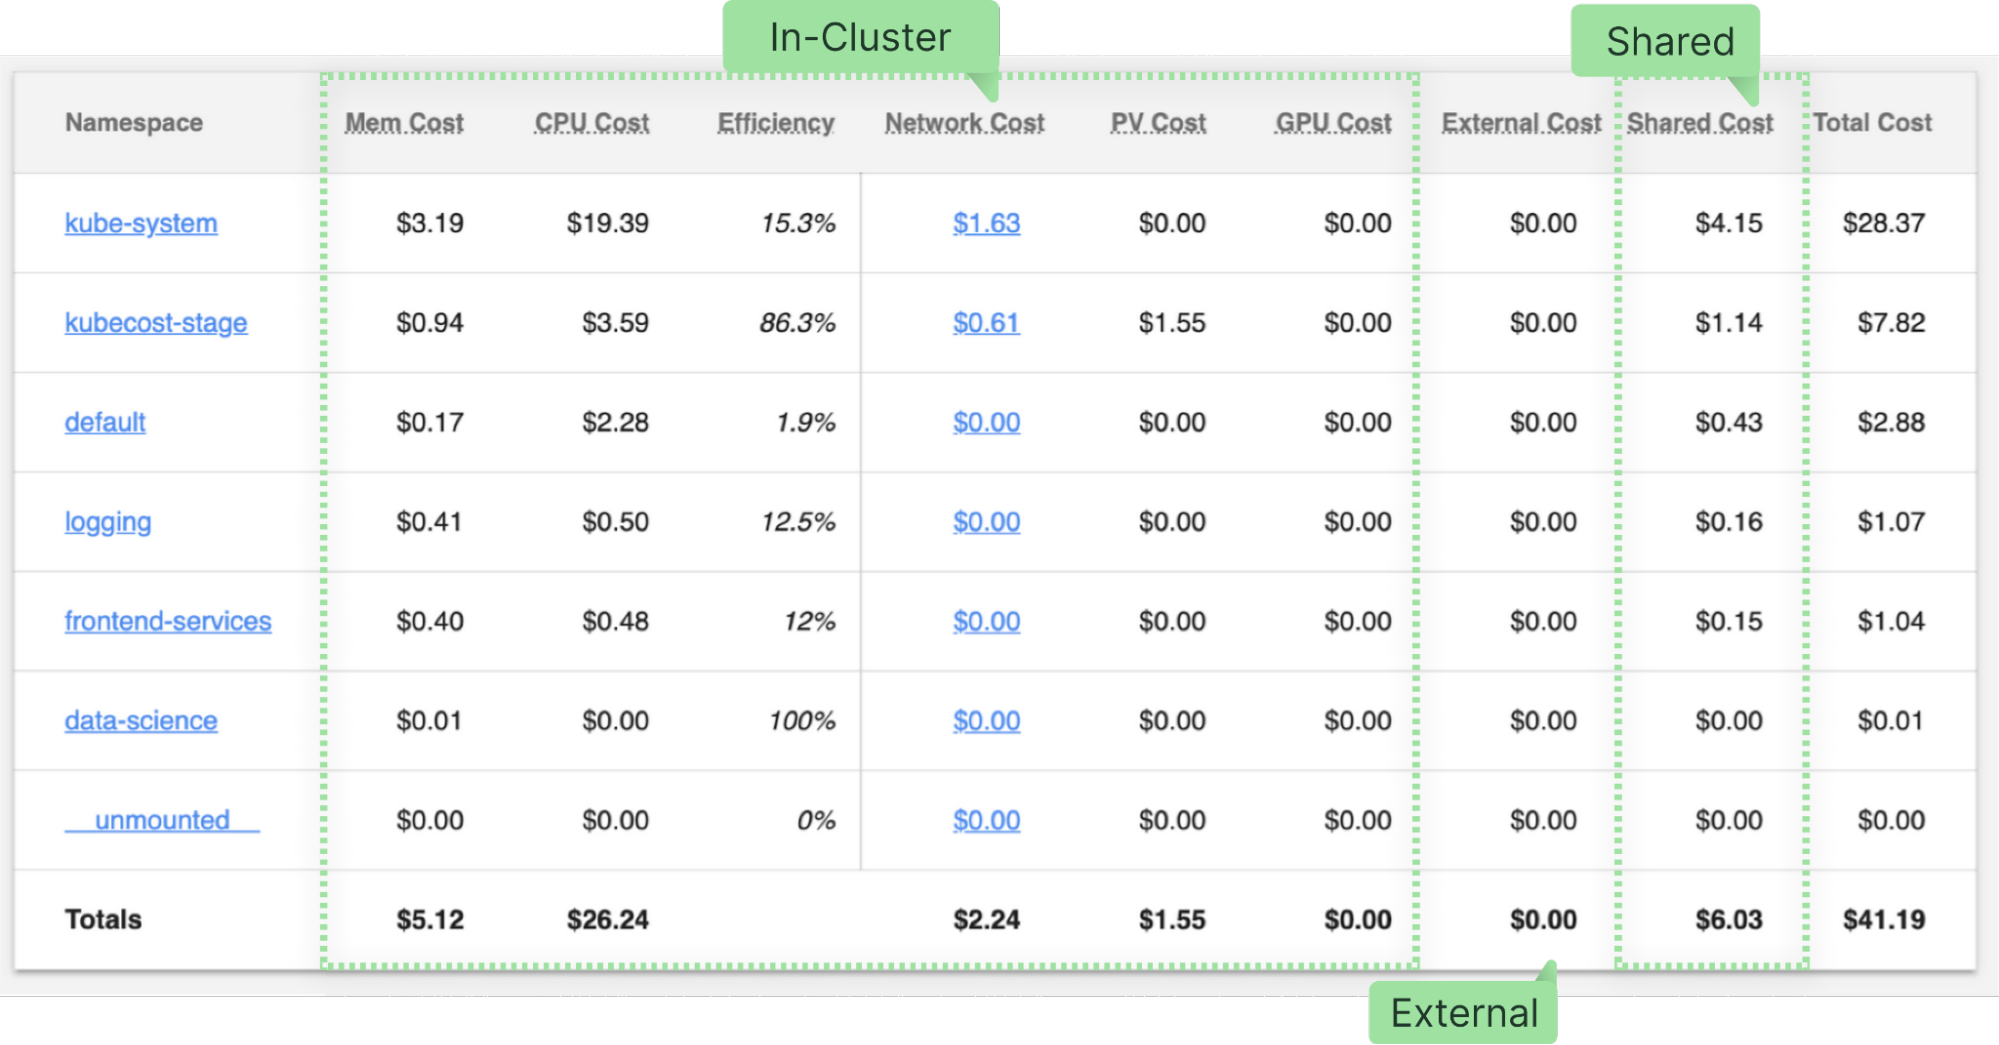 In-Cluster
Shared
Namespace Mem Cost CPU Cost Efficiency Network Cost PV Cost GPU Cost External Cost Shared Cost Total Cost
kube-system $3.19 $19.39 15.3% $1.63 $0.00 $0.00 $0.00 $4.15 $28.37
kubecost-stage $0.94 $3.59 86.3% $0.61 $1.55 $0.00 $0.00 $1.14 $7.82
default $0.17 $2.28 1.9% $0.00 $0.00 $0.00 $0.00 $0.43 $2.88
logging $0.41 $0.50 12.5% $0.00 $0.00 $0.00 $0.00 $0.16 $1.07
frontend-services $0.40 $0.48 12% $0.00 $0.00 $0.00 $0.00 $0.15 $1.04
data-science $0.01 $0.00 100% $0.00 $0.00 $0.00 $0.00 $0.00 $0.01
__unmounted__ $0.00 $0.00 0% $0.00 $0.00 $0.00 $0.00 $0.00 $0.00
Totals $5.12 $26.24 $2.24 $1.55 $0.00 $0.00 $6.03 $41.19
External